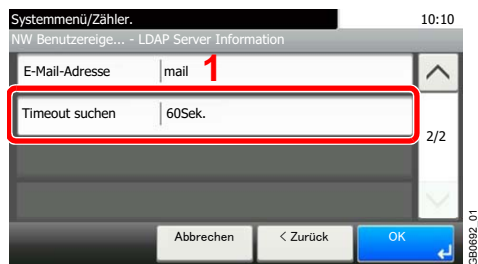 Systemmenü/Zähler.
10:10
NW Benutzereige... - LDAP Server Information
E-Mail-Adresse mail
1
Timeout suchen 60Sek.
2/2
Abbrechen < Zurück OK
GB0692_01